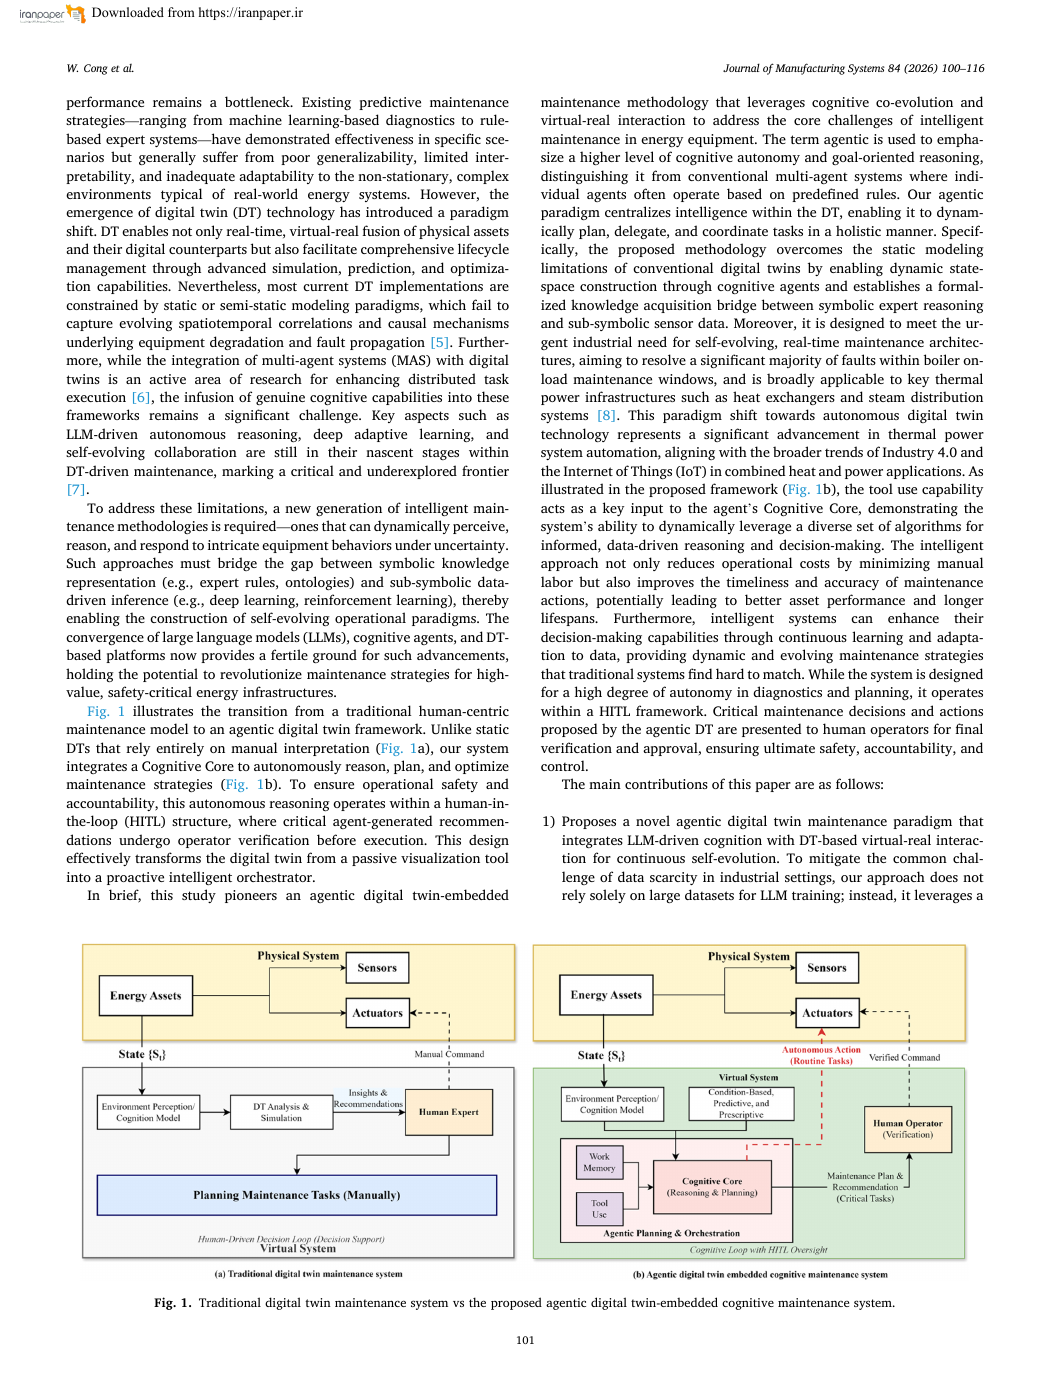 iranpaper Downloaded from https://iranpaper.ir
W. Cong et al.
Journal of Manufacturing Systems 84 (2026) 100–116
performance remains a bottleneck. Existing predictive maintenance
strategies—ranging from machine learning-based diagnostics to rule-
based expert systems—have demonstrated effectiveness in specific sce-
narios but generally suffer from poor generalizability, limited inter-
pretability, and inadequate adaptability to the non-stationary, complex
environments typical of real-world energy systems. However, the
emergence of digital twin (DT) technology has introduced a paradigm
shift. DT enables not only real-time, virtual-real fusion of physical assets
and their digital counterparts but also facilitate comprehensive lifecycle
management through advanced simulation, prediction, and optimiza-
tion capabilities. Nevertheless, most current DT implementations are
constrained by static or semi-static modeling paradigms, which fail to
capture evolving spatiotemporal correlations and causal mechanisms
underlying equipment degradation and fault propagation [5]. Further-
more, while the integration of multi-agent systems (MAS) with digital
twins is an active area of research for enhancing distributed task
execution [6], the infusion of genuine cognitive capabilities into these
frameworks remains a significant challenge. Key aspects such as
LLM-driven autonomous reasoning, deep adaptive learning, and
self-evolving collaboration are still in their nascent stages within
DT-driven maintenance, marking a critical and underexplored frontier
[7].
To address these limitations, a new generation of intelligent main-
tenance methodologies is required—ones that can dynamically perceive,
reason, and respond to intricate equipment behaviors under uncertainty.
Such approaches must bridge the gap between symbolic knowledge
representation (e.g., expert rules, ontologies) and sub-symbolic data-
driven inference (e.g., deep learning, reinforcement learning), thereby
enabling the construction of self-evolving operational paradigms. The
convergence of large language models (LLMs), cognitive agents, and DT-
based platforms now provides a fertile ground for such advancements,
holding the potential to revolutionize maintenance strategies for high-
value, safety-critical energy infrastructures.
Fig. 1 illustrates the transition from a traditional human-centric
maintenance model to an agentic digital twin framework. Unlike static
DTs that rely entirely on manual interpretation (Fig. 1a), our system
integrates a Cognitive Core to autonomously reason, plan, and optimize
maintenance strategies (Fig. 1b). To ensure operational safety and
accountability, this autonomous reasoning operates within a human-in-
the-loop (HITL) structure, where critical agent-generated recommen-
dations undergo operator verification before execution. This design
effectively transforms the digital twin from a passive visualization tool
into a proactive intelligent orchestrator.
In brief, this study pioneers an agentic digital twin-embedded
maintenance methodology that leverages cognitive co-evolution and
virtual-real interaction to address the core challenges of intelligent
maintenance in energy equipment. The term agentic is used to empha-
size a higher level of cognitive autonomy and goal-oriented reasoning,
distinguishing it from conventional multi-agent systems where indi-
vidual agents often operate based on predefined rules. Our agentic
paradigm centralizes intelligence within the DT, enabling it to dynam-
ically plan, delegate, and coordinate tasks in a holistic manner. Specif-
ically, the proposed methodology overcomes the static modeling
limitations of conventional digital twins by enabling dynamic state-
space construction through cognitive agents and establishes a formal-
ized knowledge acquisition bridge between symbolic expert reasoning
and sub-symbolic sensor data. Moreover, it is designed to meet the ur-
gent industrial need for self-evolving, real-time maintenance architec-
tures, aiming to resolve a significant majority of faults within boiler on-
load maintenance windows, and is broadly applicable to key thermal
power infrastructures such as heat exchangers and steam distribution
systems [8]. This paradigm shift towards autonomous digital twin
technology represents a significant advancement in thermal power
system automation, aligning with the broader trends of Industry 4.0 and
the Internet of Things (IoT) in combined heat and power applications. As
illustrated in the proposed framework (Fig. 1b), the tool use capability
acts as a key input to the agent's Cognitive Core, demonstrating the
system's ability to dynamically leverage a diverse set of algorithms for
informed, data-driven reasoning and decision-making. The intelligent
approach not only reduces operational costs by minimizing manual
labor but also improves the timeliness and accuracy of maintenance
actions, potentially leading to better asset performance and longer
lifespans. Furthermore, intelligent systems can enhance their
decision-making capabilities through continuous learning and adapta-
tion to data, providing dynamic and evolving maintenance strategies
that traditional systems find hard to match. While the system is designed
for a high degree of autonomy in diagnostics and planning, it operates
within a HITL framework. Critical maintenance decisions and actions
proposed by the agentic DT are presented to human operators for final
verification and approval, ensuring ultimate safety, accountability, and
control.
The main contributions of this paper are as follows:
1) Proposes a novel agentic digital twin maintenance paradigm that
integrates LLM-driven cognition with DT-based virtual-real interac-
tion for continuous self-evolution. To mitigate the common chal-
lenge of data scarcity in industrial settings, our approach does not
rely solely on large datasets for LLM training; instead, it leverages a
Physical System
Sensors
Energy Assets
Actuators
State {St}
Manual Command
Environment Perception/
Cognition Model
DT Analysis &
Simulation
Insights &
Recommendations
Human Expert
Planning Maintenance Tasks (Manually)
Human-Driven Decision Loop (Decision Support)
Virtual System
(a) Traditional digital twin maintenance system
Physical System
Sensors
Energy Assets
Actuators
State {St}
Autonomous Action
(Routine Tasks)
Verified Command
Virtual System
Environment Perception/
Cognition Model
Condition-Based,
Predictive, and
Prescriptive
Human Operator
(Verification)
Work
Memory
Tool
Use
Cognitive Core
(Reasoning & Planning)
Maintenance Plan &
Recommendation
(Critical Tasks)
Agentic Planning & Orchestration
Cognitive Loop with HITL Oversight
(b) Agentic digital twin embedded cognitive maintenance system
Fig. 1. Traditional digital twin maintenance system vs the proposed agentic digital twin-embedded cognitive maintenance system.
101